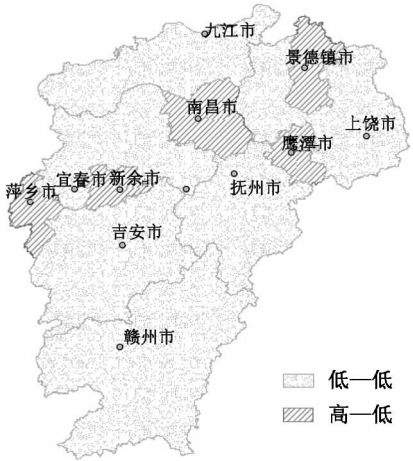 九江市
景德镇市
南昌市
上饶市
鹰潭市
萍乡市 宜春市 新余市
抚州市
吉安市
赣州市
低—低
高—低